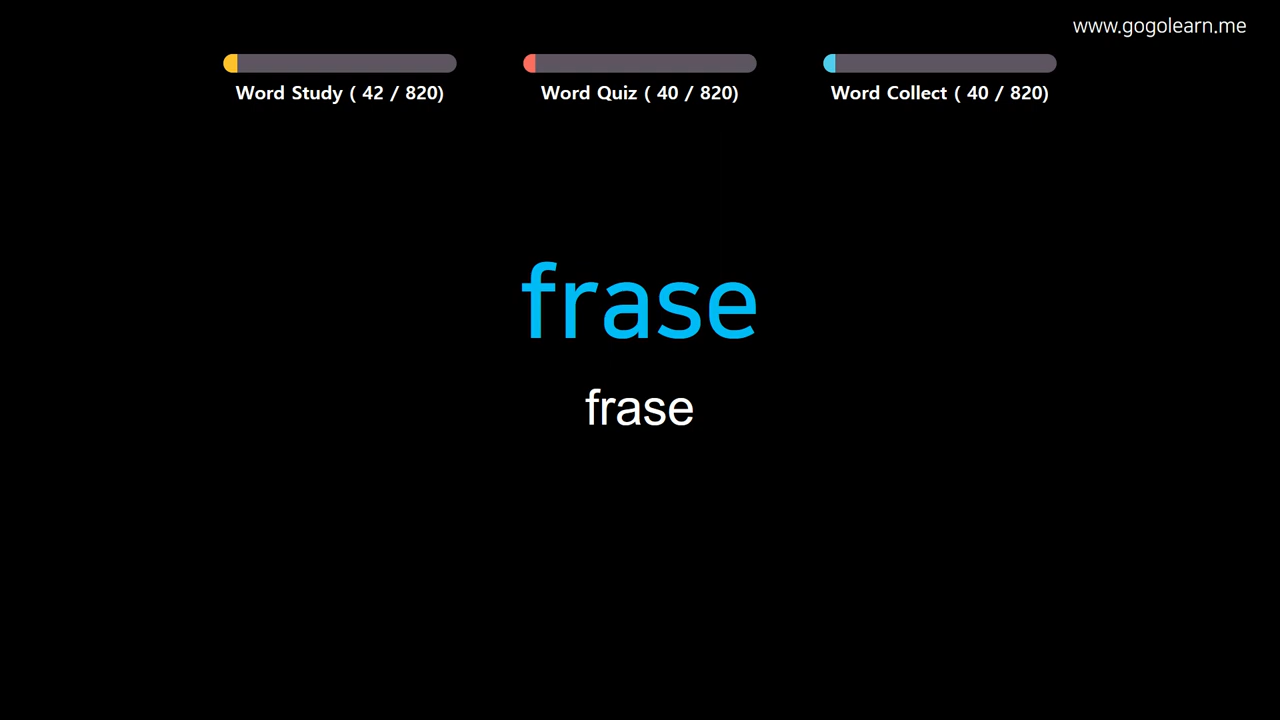 www.gogolearn.me
Word Study ( 42 / 820)
Word Quiz ( 40 / 820)
Word Collect ( 40 / 820)
frase
frase